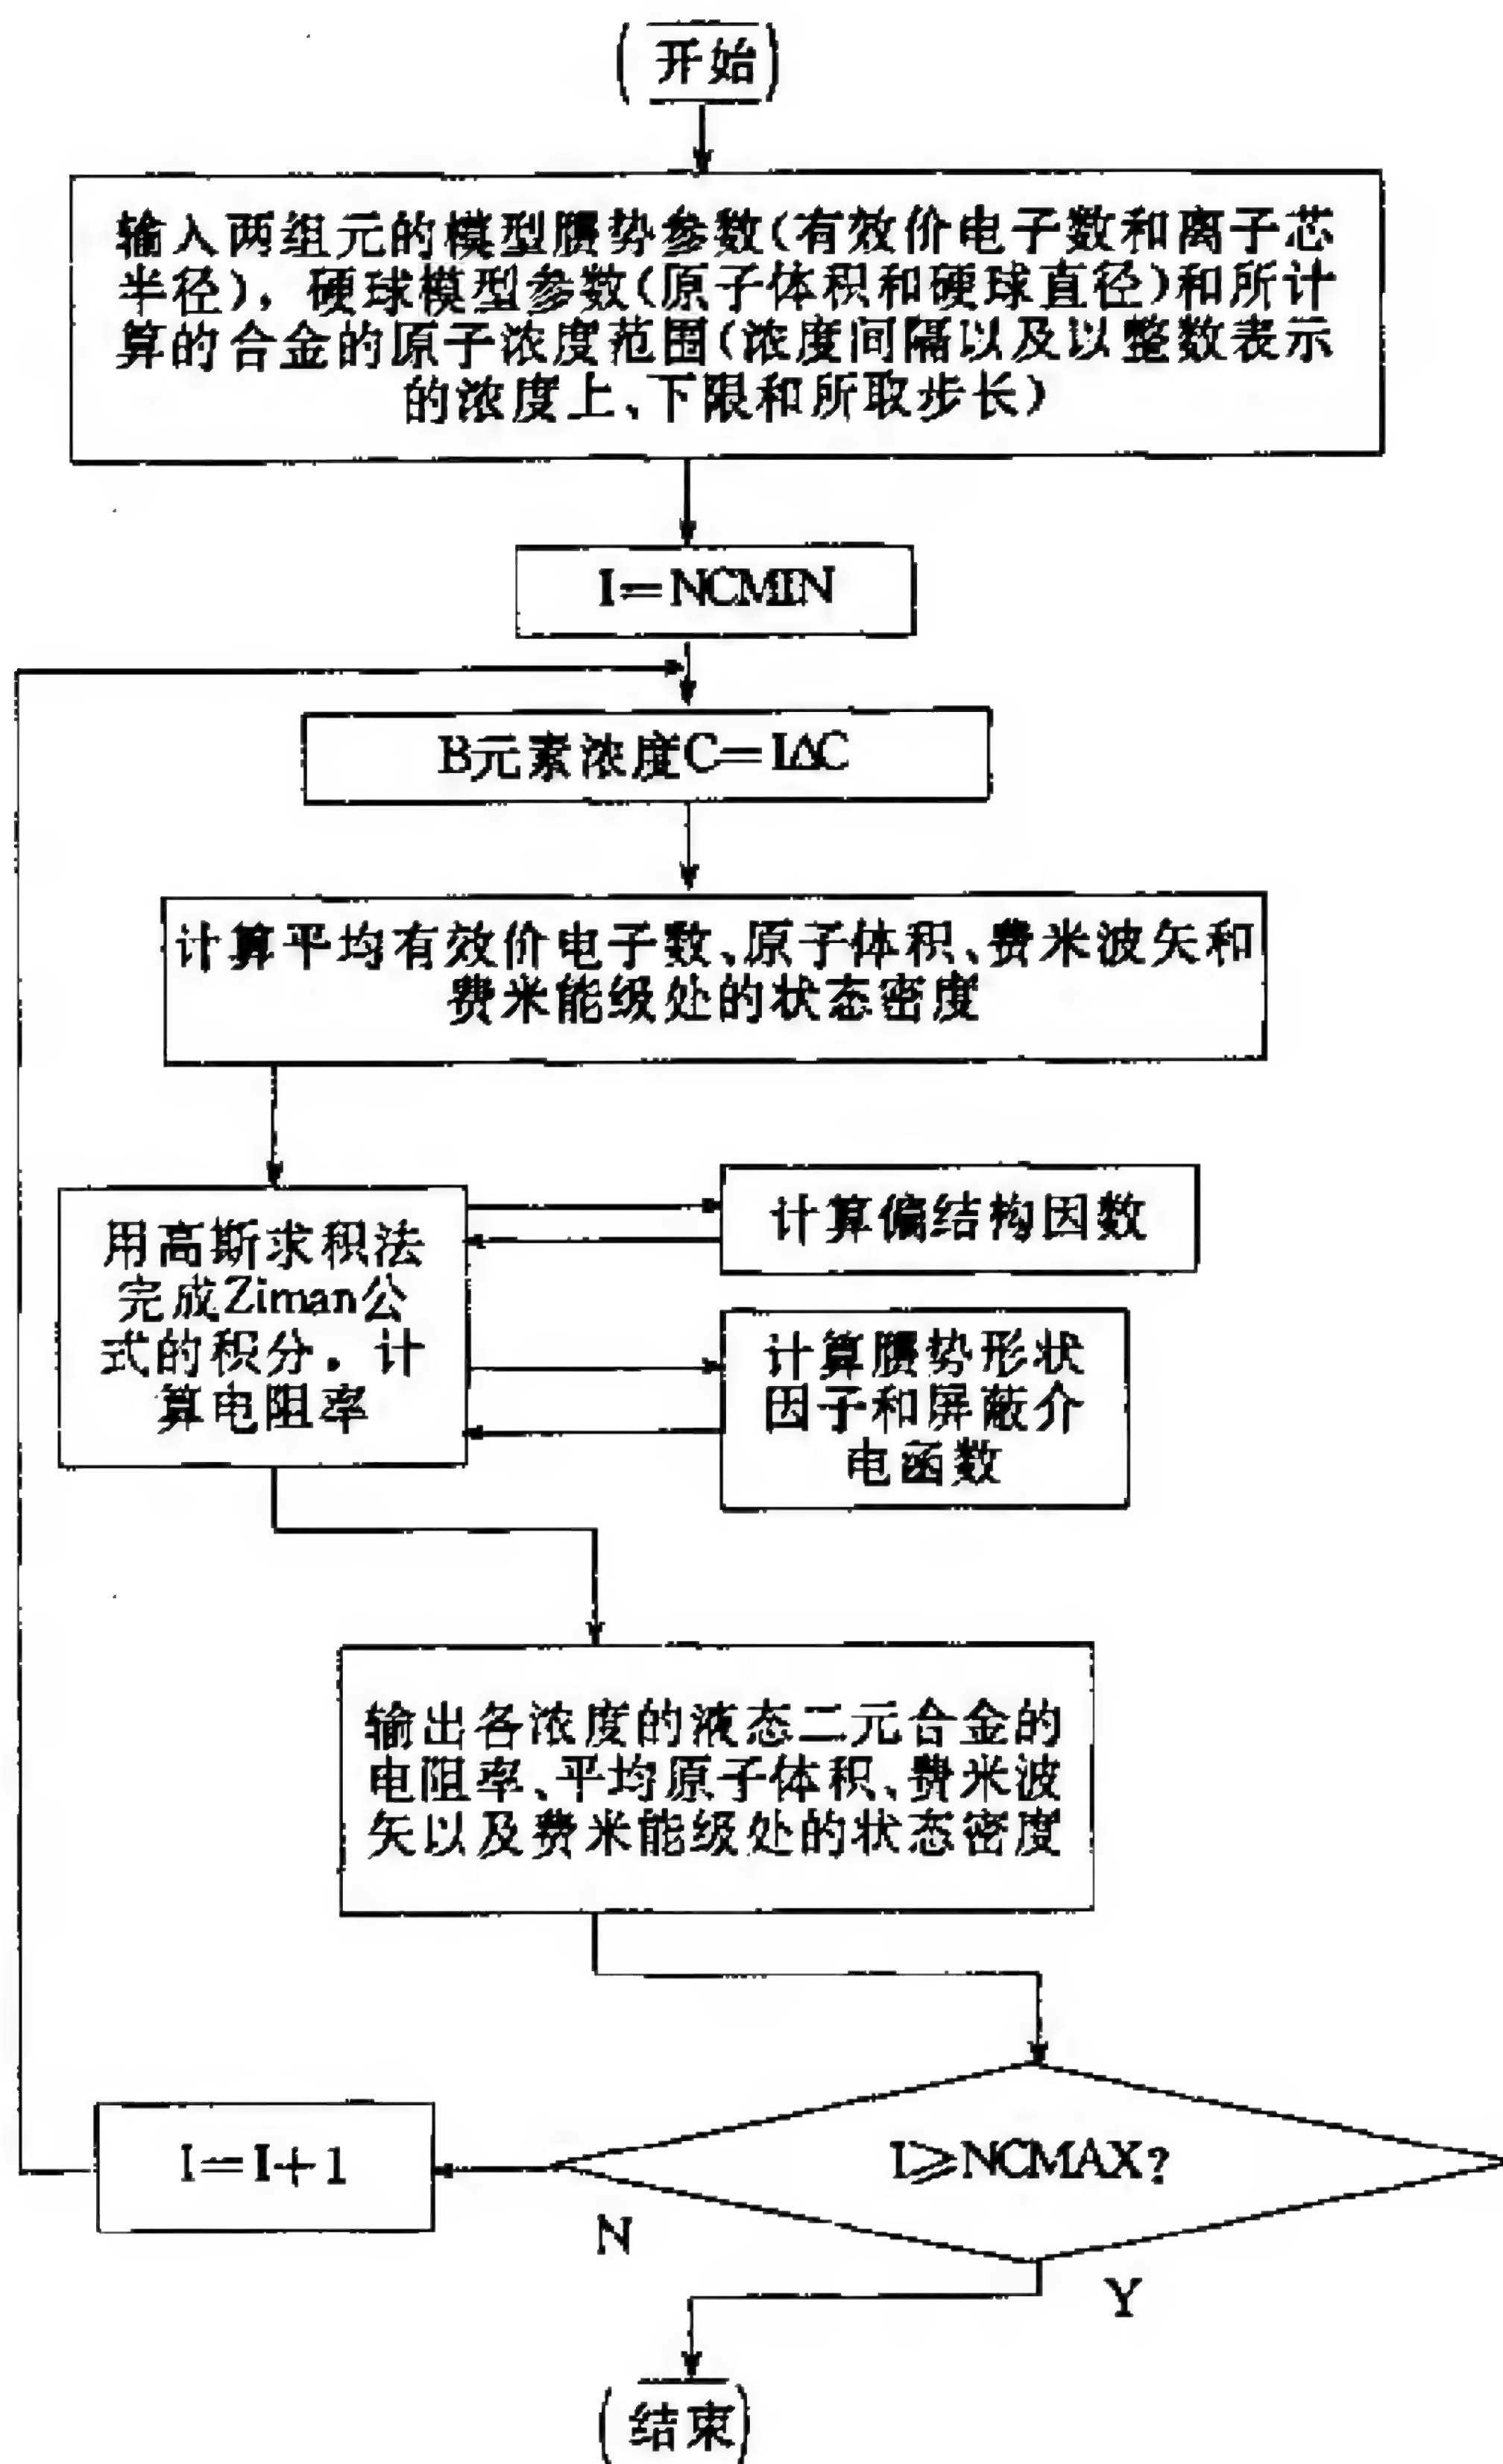 开始
输入两组元的模型赝势参数(有效价电子数和离子芯
半径),硬球模型参数(原子体积和硬球直径)和所计
算的合金的原子浓度范围(浓度间隔以及以整数表示
的浓度上、下限和所取步长)
I=NCMIN
B元素浓度C=IΔC
计算平均有效价电子数、原子体积、费米波矢和
费米能级处的状态密度
用高斯求积法
完成Ziman公
式的积分,计
算电阻率
计算偏结构因数
计算赝势形状
因子和屏蔽介
电函数
输出各浓度的液态二元合金的
电阻率、平均原子体积、费米波
矢以及费米能级处的状态密度
I=I+1
I≥NCMAX?
N
Y
结束